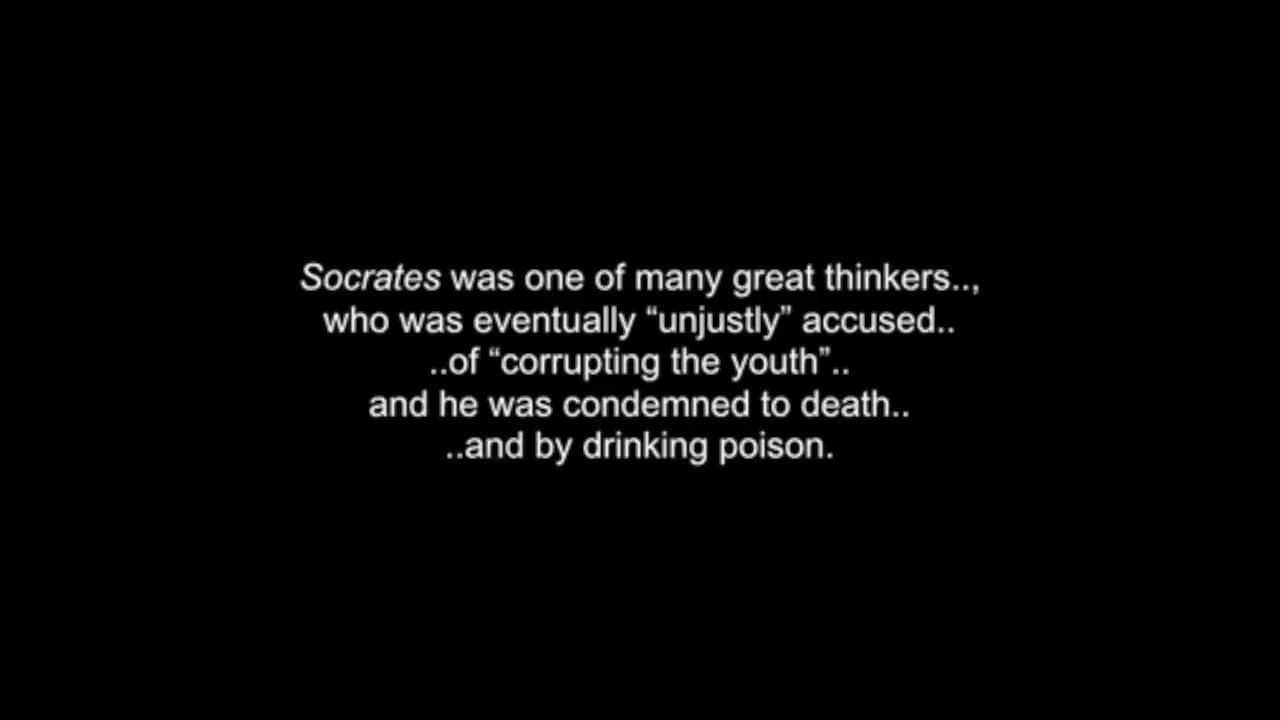 Socrates was one of many great thinkers..,
who was eventually “unjustly” accused..
..of “corrupting the youth”..
and he was condemned to death..
..and by drinking poison.